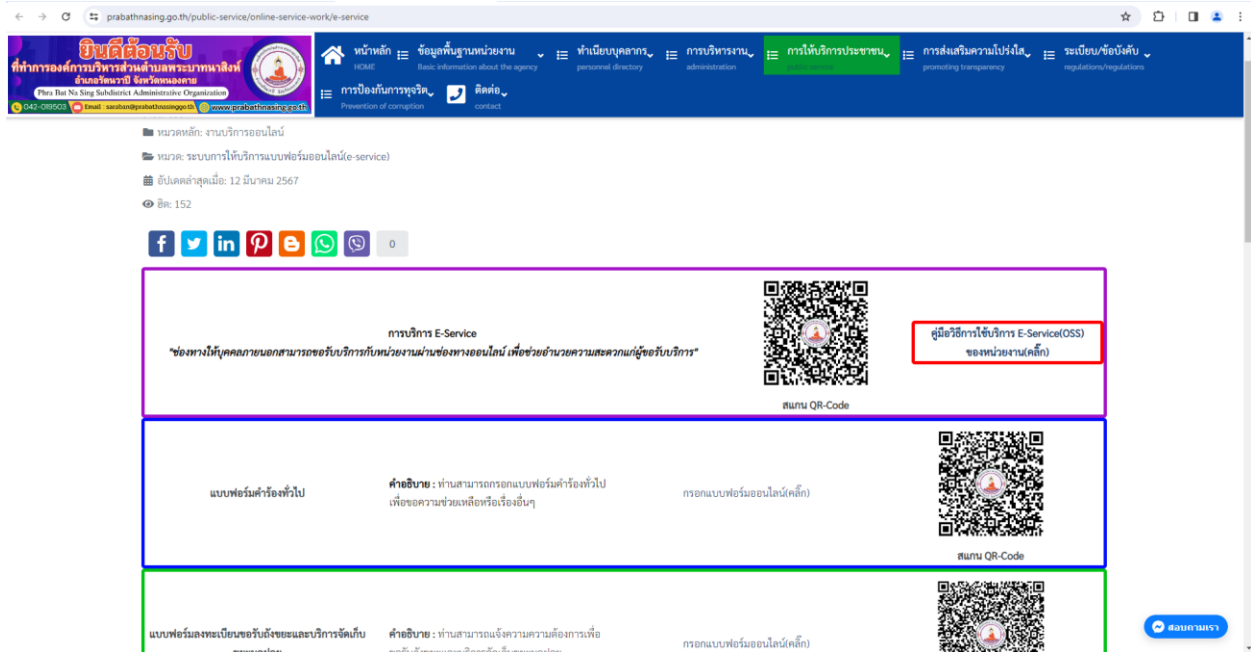 prabathnasing.go.th/public-service/online-service-work/e-service
ยินดีต้อนรับ
ที่ทำการองค์การบริหารส่วนตำบลพระบาทนาสิงห์
อำเภอรัตนวาปี จังหวัดหนองคาย
Phra Bat Na Sing Subdistrict Administrative Organization
042-019503 Email : saraban@prabathnasinggo.th www.prabathnasing.go.th
หน้าหลัก
HOME
ข้อมูลพื้นฐานหน่วยงาน
Basic information about the agency
ทำเนียบบุคลากร
personnel directory
การบริหารงาน
administration
การให้บริการประชาชน
public service
การส่งเสริมความโปร่งใส
promoting transparency
ระเบียบ/ข้อบังคับ
regulations/regulations
การป้องกันการทุจริต
Prevention of corruption
ติดต่อ
contact
หมวดหลัก: งานบริการออนไลน์
หมวด: ระบบการให้บริการแบบฟอร์มออนไลน์(e-service)
อัปเดตล่าสุดเมื่อ: 12 มีนาคม 2567
ฮิต: 152
0
การบริการ E-Service
"ช่องทางให้บุคคลภายนอกสามารถขอรับบริการกับหน่วยงานผ่านช่องทางออนไลน์ เพื่อช่วยอำนวยความสะดวกแก่ผู้ขอรับบริการ"
สแกน QR-Code
คู่มือวิธีการใช้บริการ E-Service(OSS)
ของหน่วยงาน(คลิ๊ก)
แบบฟอร์มคำร้องทั่วไป
คำอธิบาย : ท่านสามารถกรอกแบบฟอร์มคำร้องทั่วไป
เพื่อขอความช่วยเหลือหรือเรื่องอื่นๆ
กรอกแบบฟอร์มออนไลน์(คลิ๊ก)
สแกน QR-Code
แบบฟอร์มลงทะเบียนขอรับถังขยะและบริการจัดเก็บ
คำอธิบาย : ท่านสามารถแจ้งความความต้องการเพื่อ
กรอกแบบฟอร์มออนไลน์(คลิ๊ก)
สอบถามเรา